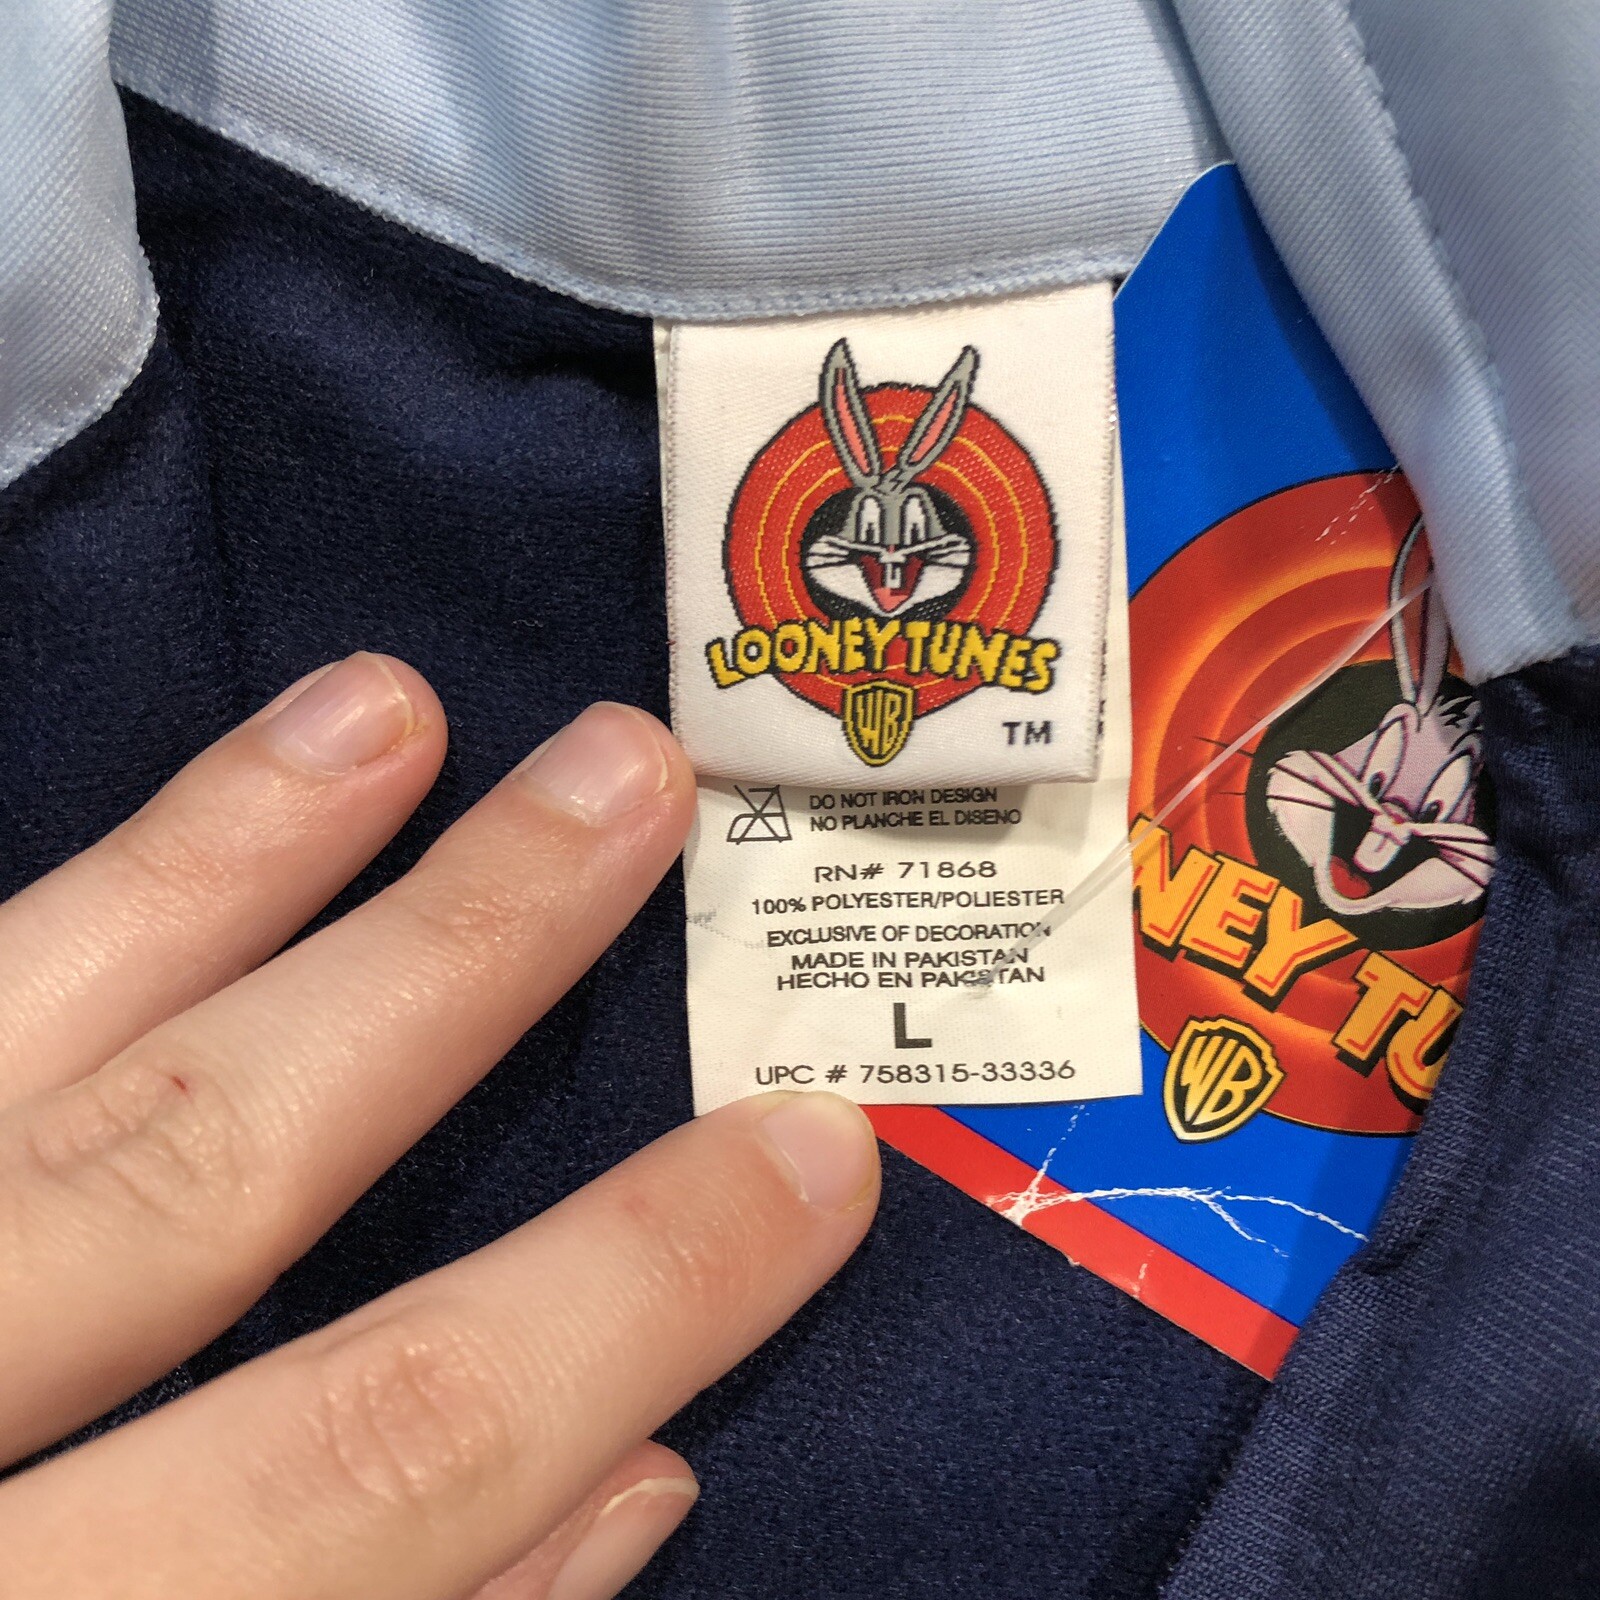 LOONEY TUNES
WB
TM
DO NOT IRON DESIGN
NO PLANCHE EL DISENO
RN# 71868
100% POLYESTER/POLIESTER
EXCLUSIVE OF DECORATION
MADE IN PAKISTAN
HECHO EN PAKISTAN
L
UPC # 758315-33336
NEY TU
WB